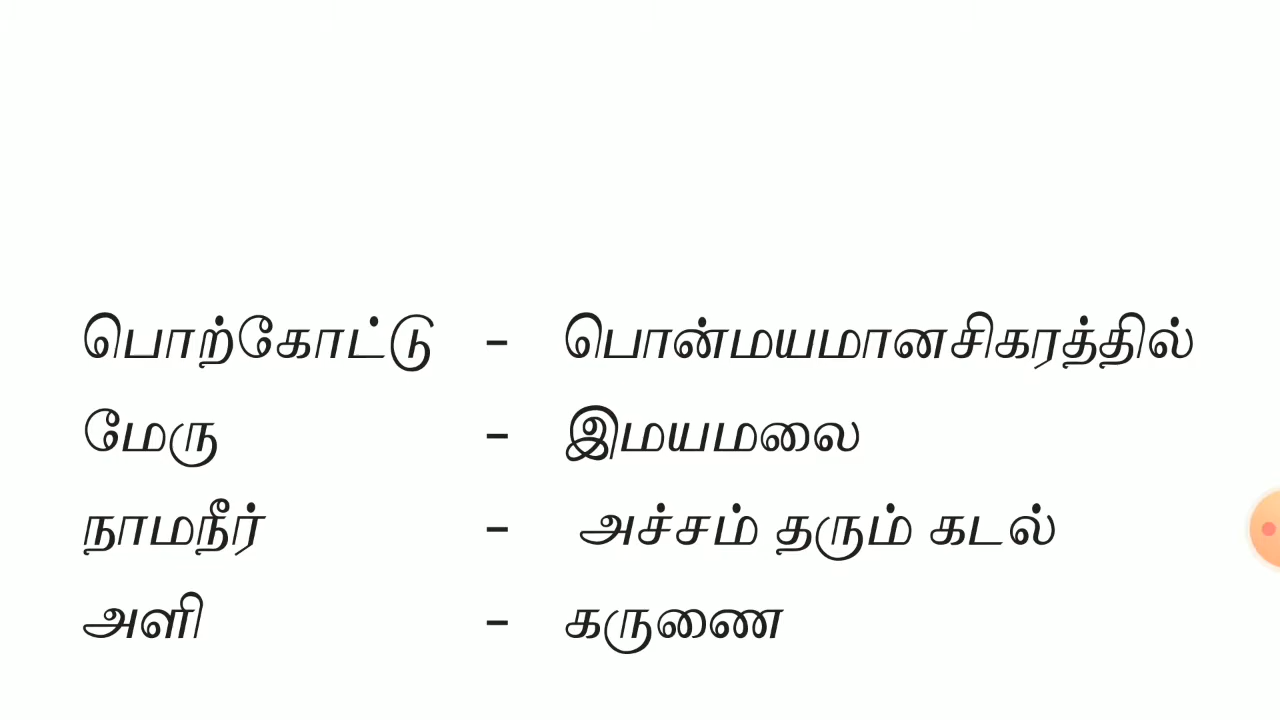 பொற்கோட்டு - பொன்மயமானசிகரத்தில்
மேரு - இமயமலை
நாமநீர் - அச்சம் தரும் கடல்
அளி - கருணை